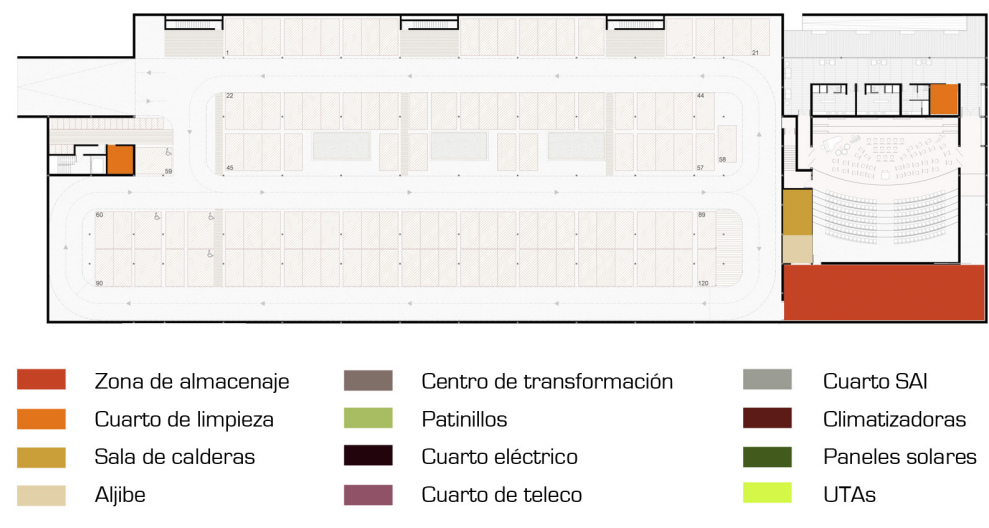 1
21
22
44
45
57
58
59
60
89
90
120
Zona de almacenaje
Cuarto de limpieza
Sala de calderas
Aljibe
Centro de transformación
Patinillos
Cuarto eléctrico
Cuarto de teleco
Cuarto SAI
Climatizadoras
Paneles solares
UTAs